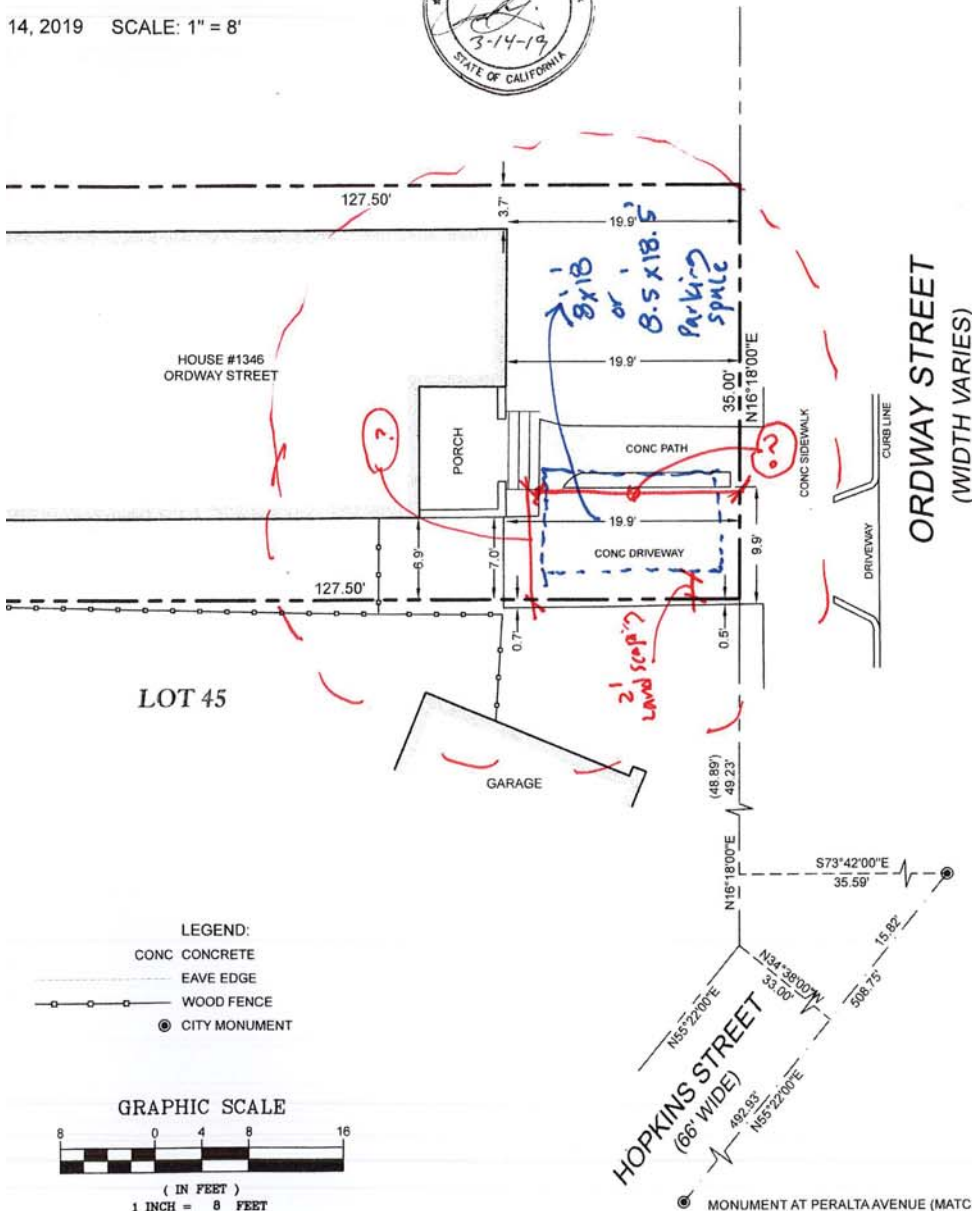 14, 2019 SCALE: 1" = 8'
3-14-19
STATE OF CALIFORNIA
127.50'
3.7'
19.9'
8'x18'
or
8.5'x18.5'
Parking
space
HOUSE #1346
ORDWAY STREET
19.9'
35.00'
N16°18'00"E
ORDWAY STREET
(WIDTH VARIES)
?
PORCH
CONC PATH
?
CONC SIDEWALK
CURB LINE
19.9'
6.9'
7.0'
CONC DRIVEWAY
9.9'
DRIVEWAY
127.50'
0.7'
0.5'
2'
Landscaping
LOT 45
GARAGE
(48.89')
49.23'
N16°18'00"E
S73°42'00"E
35.59'
15.82'
508.75'
N34°38'00"W
33.00'
N55°22'00"E
HOPKINS STREET
(66' WIDE)
492.93'
N55°22'00"E
LEGEND:
CONC CONCRETE
EAVE EDGE
WOOD FENCE
CITY MONUMENT
GRAPHIC SCALE
8 0 4 8 16
( IN FEET )
1 INCH = 8 FEET
MONUMENT AT PERALTA AVENUE (MATC